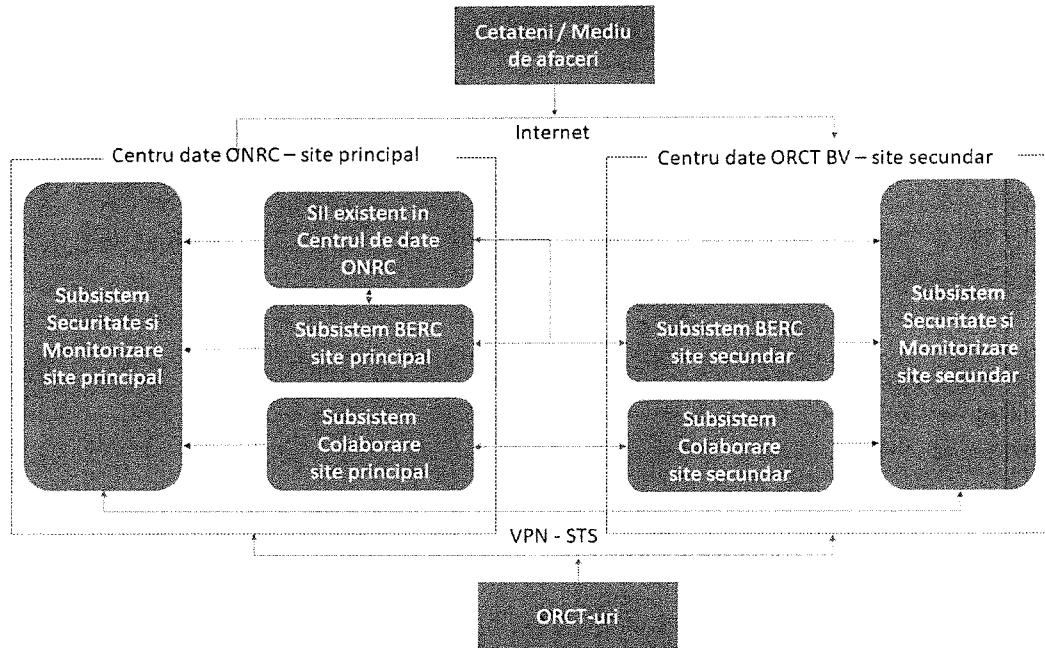 Cetateni / Mediu
de afaceri
Internet
Centru date ONRC – site principal
Centru date ORCT BV – site secundar
SII existent in
Centrul de date
ONRC
Subsistem
Securitate si
Monitorizare
site principal
Subsistem BERC
site principal
Subsistem
Colaborare
site principal
Subsistem BERC
site secundar
Subsistem
Colaborare
site secundar
Subsistem
Securitate si
Monitorizare
site secundar
VPN - STS
ORCT-uri